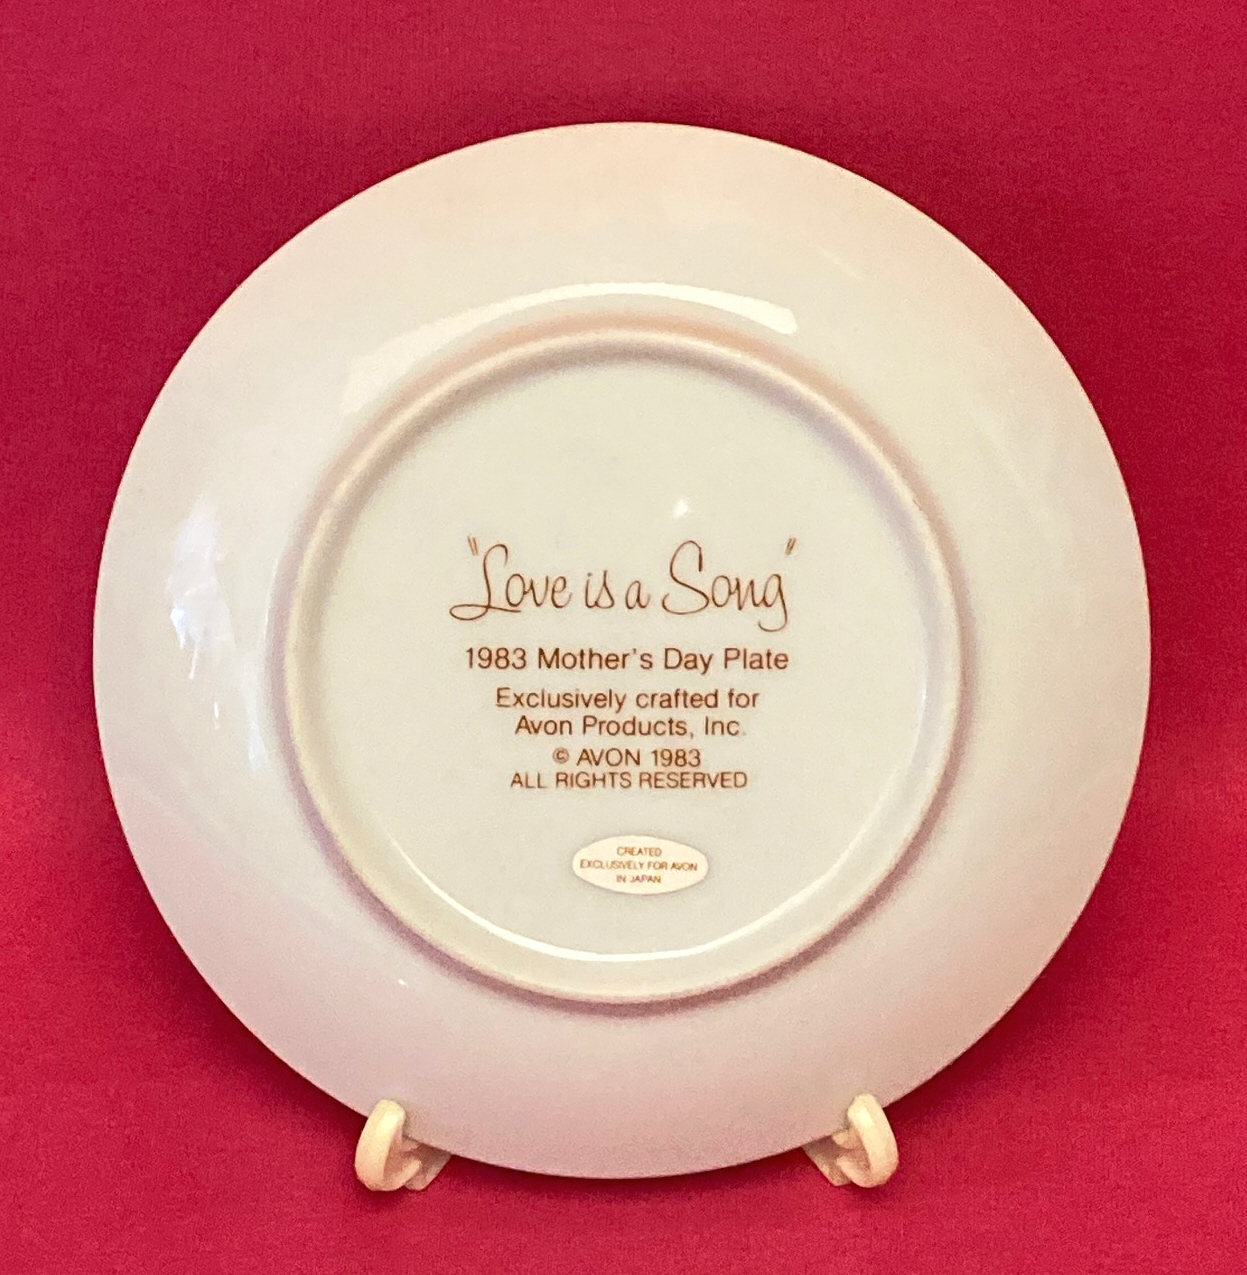 "Love is a Song"
1983 Mother's Day Plate
Exclusively crafted for
Avon Products, Inc.
© AVON 1983
ALL RIGHTS RESERVED
CREATED
EXCLUSIVELY FOR AVON
IN JAPAN